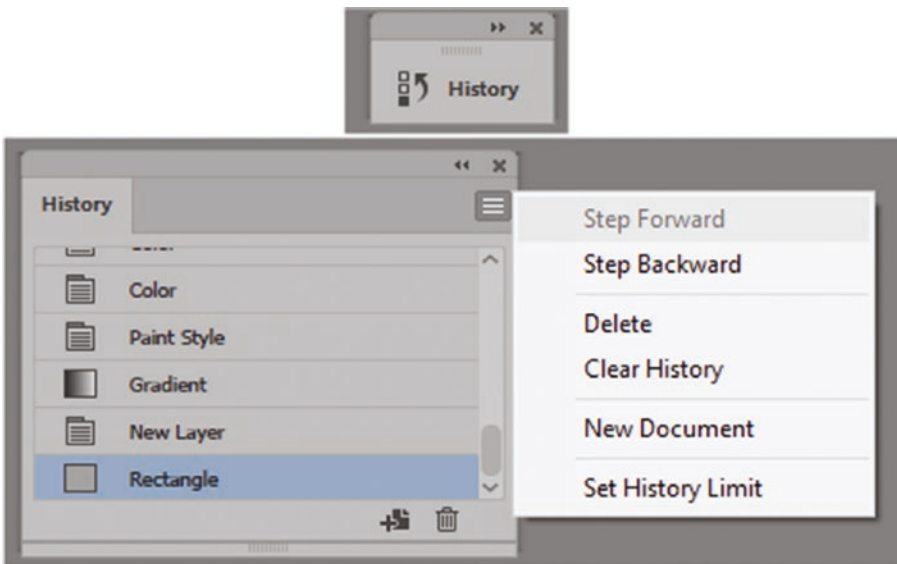 History
History
Color
Paint Style
Gradient
New Layer
Rectangle
Step Forward
Step Backward
Delete
Clear History
New Document
Set History Limit